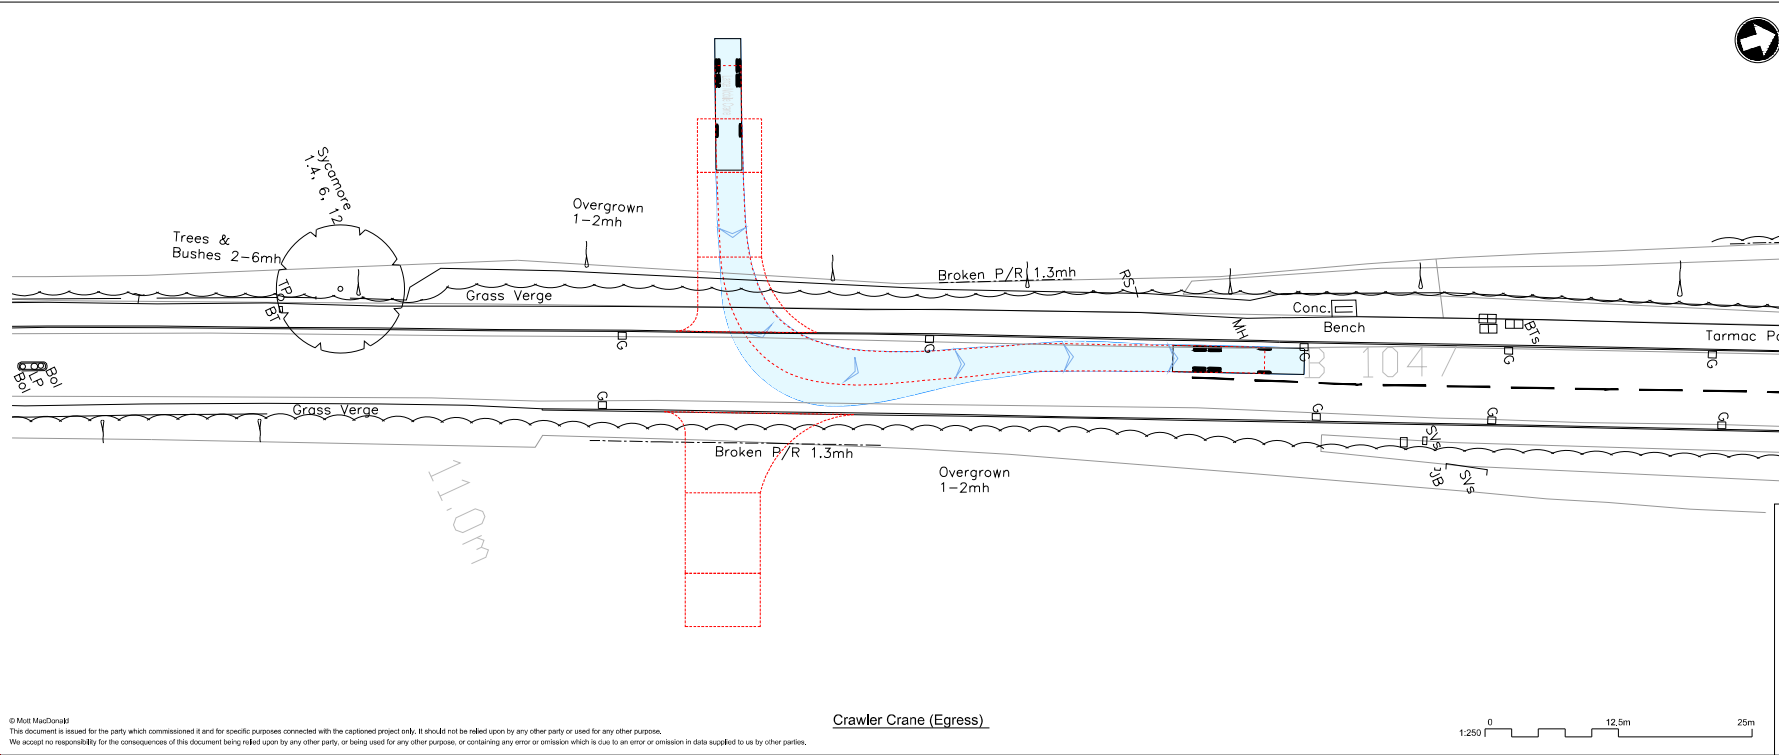 Sycamore
1.4, 6, 12
Overgrown
1-2mh
Trees &
Bushes 2-6mh
TP
BT
Grass Verge
Broken P/R 1.3mh
RS
Conc.
Bench
MH
BTs
Tarmac Pa
G
G
G
G
G
B 1047
Bol
LP
Bol
G
Grass Verge
G
G
G
Broken P/R 1.3mh
Overgrown
1-2mh
SVs
JB
SVs
11.0m
© Mott MacDonald
This document is issued for the party which commissioned it and for specific purposes connected with the captioned project only. It should not be relied upon by any other party or used for any other purpose.
We accept no responsibility for the consequences of this document being relied upon by any other party, or being used for any other purpose, or containing any error or omission which is due to an error or omission in data supplied to us by other parties.
Crawler Crane (Egress)
0 12.5m 25m
1:250